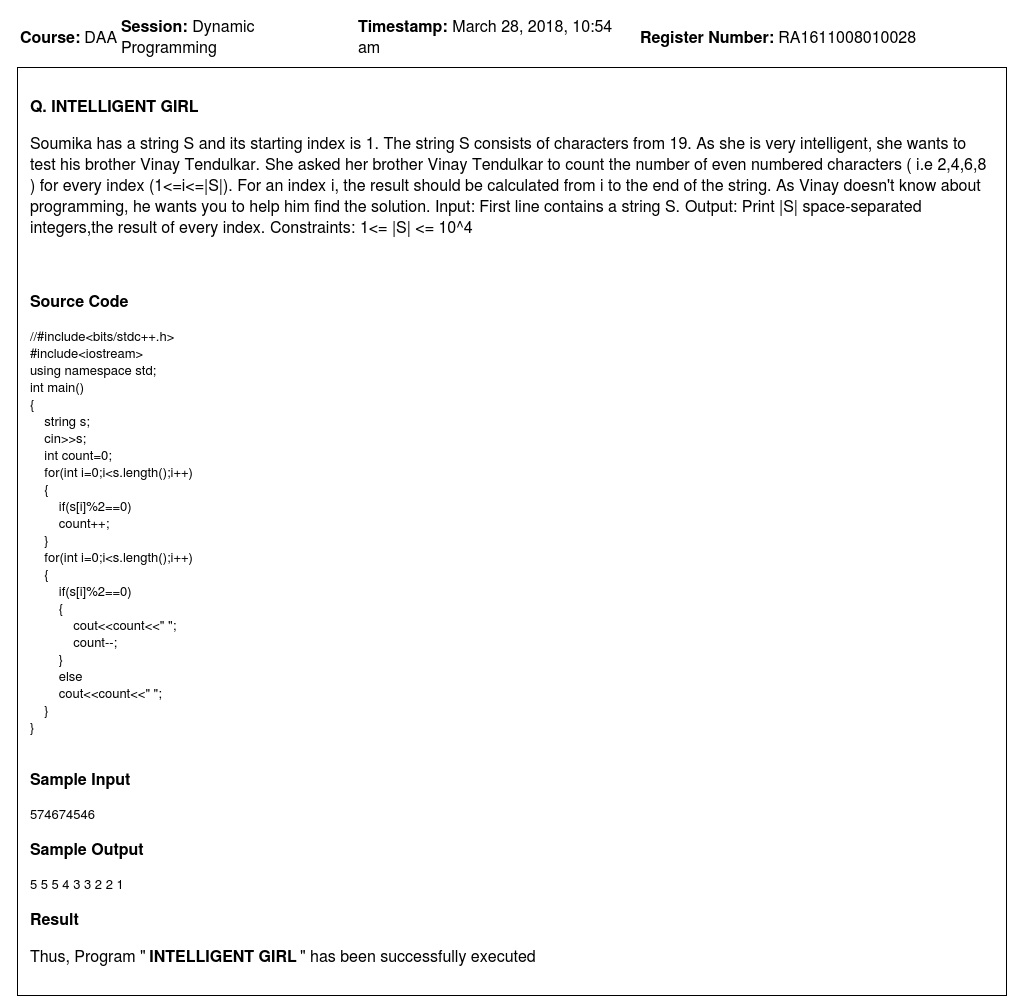 Course: DAA Session: Dynamic Programming Timestamp: March 28, 2018, 10:54 am Register Number: RA1611008010028
Q. INTELLIGENT GIRL
Soumika has a string S and its starting index is 1. The string S consists of characters from 19. As she is very intelligent, she wants to
test his brother Vinay Tendulkar. She asked her brother Vinay Tendulkar to count the number of even numbered characters ( i.e 2,4,6,8
) for every index (1<=i<=|S|). For an index i, the result should be calculated from i to the end of the string. As Vinay doesn't know about
programming, he wants you to help him find the solution. Input: First line contains a string S. Output: Print |S| space-separated
integers,the result of every index. Constraints: 1<= |S| <= 10^4
Source Code
//#include<bits/stdc++.h>
#include<iostream>
using namespace std;
int main()
{
    string s;
    cin>>s;
    int count=0;
    for(int i=0;i<s.length();i++)
    {
        if(s[i]%2==0)
        count++;
    }
    for(int i=0;i<s.length();i++)
    {
        if(s[i]%2==0)
        {
            cout<<count<<" ";
            count--;
        }
        else
        cout<<count<<" ";
    }
}
Sample Input
574674546
Sample Output
5 5 5 4 3 3 2 2 1
Result
Thus, Program " INTELLIGENT GIRL " has been successfully executed